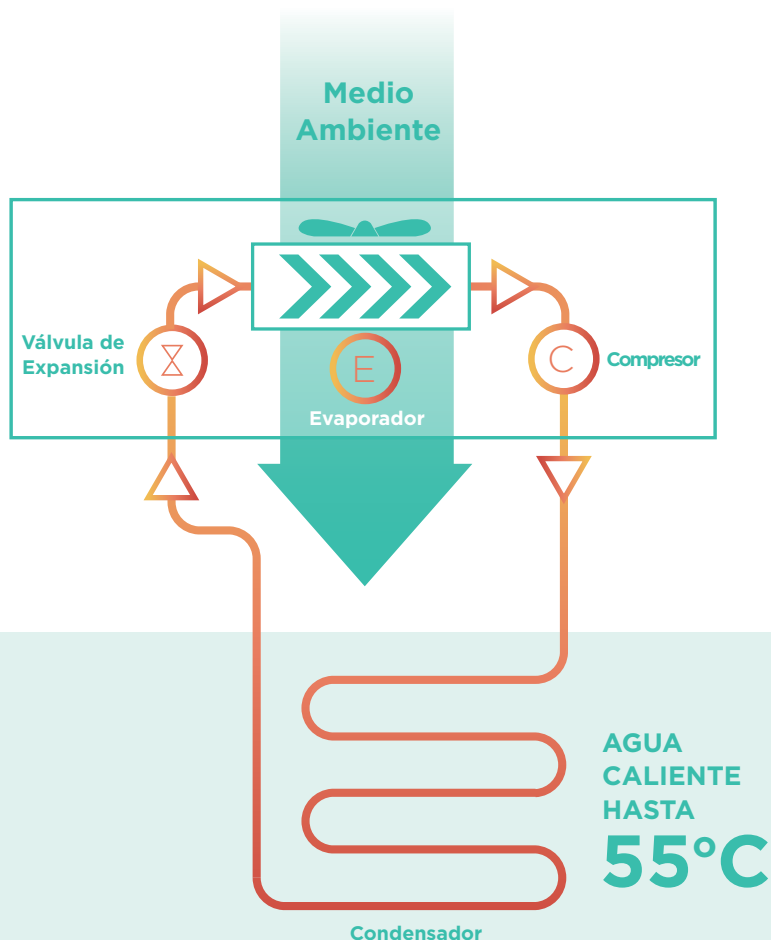 Medio
Ambiente
Válvula de
Expansión
E
Evaporador
C
Compresor
AGUA
CALIENTE
HASTA
55°C
Condensador